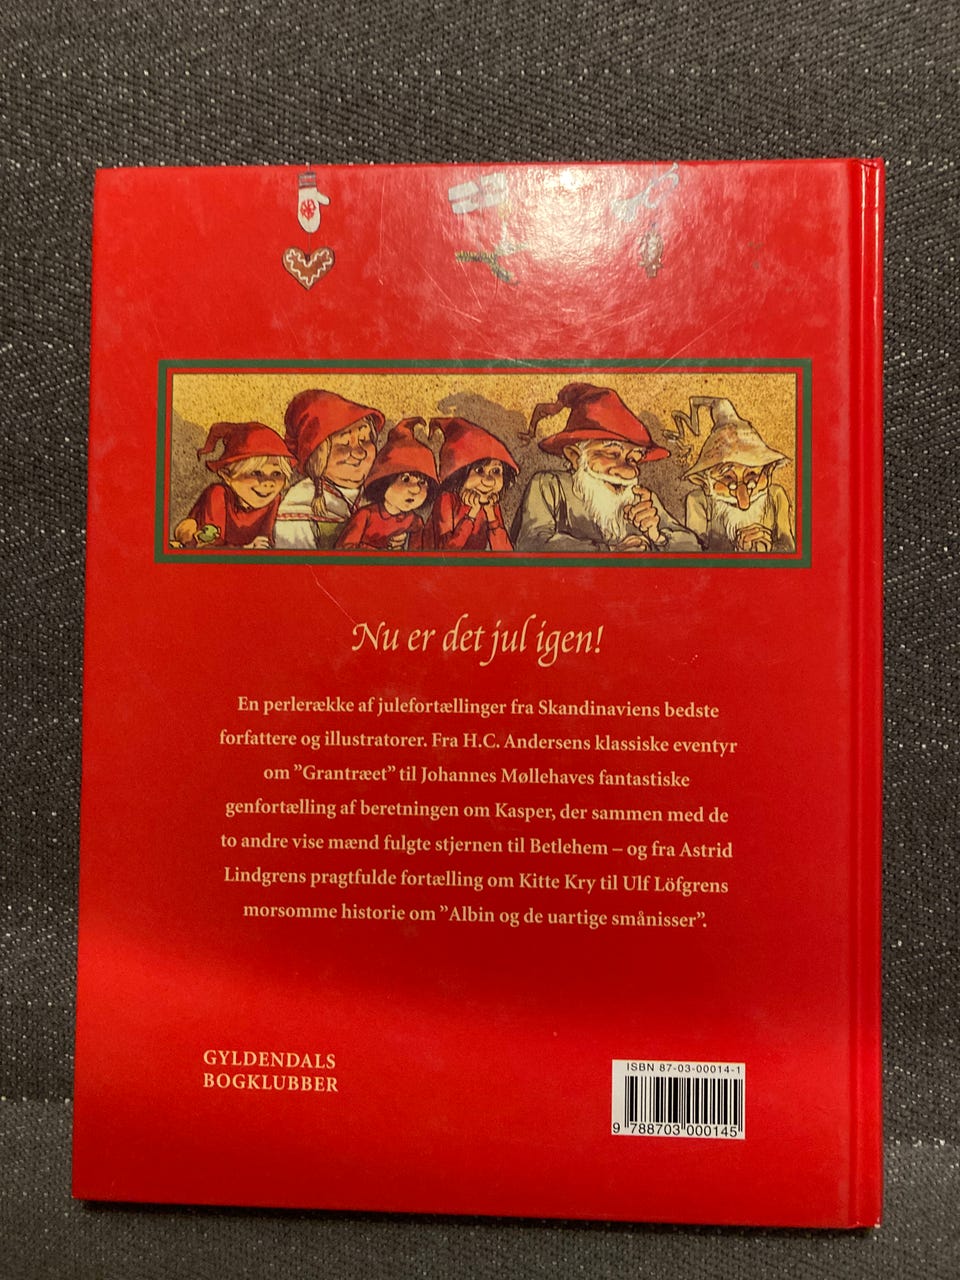 Nu er det jul igen!
En perlerække af julefortællinger fra Skandinaviens bedste
forfattere og illustratorer. Fra H.C. Andersens klassiske eventyr
om ”Grantræet” til Johannes Møllehaves fantastiske
genfortælling af beretningen om Kasper, der sammen med de
to andre vise mænd fulgte stjernen til Betlehem – og fra Astrid
Lindgrens pragtfulde fortælling om Kitte Kry til Ulf Löfgrens
morsomme historie om ”Albin og de uartige smånisser”.
GYLDENDALS
BOGKLUBBER
ISBN 87-03-00014-1
9 788703 000145